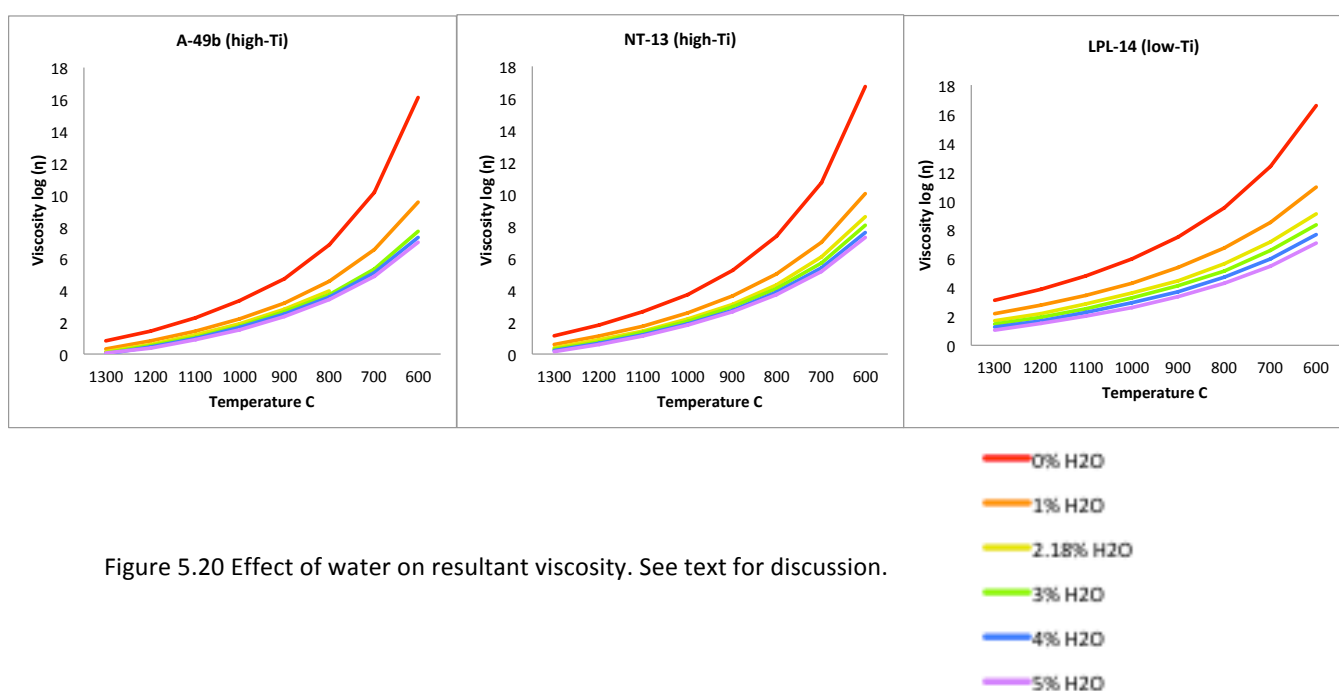 A-49b (high-Ti)
Viscosity log (η)
18
16
14
12
10
8
6
4
2
0
1300 1200 1100 1000 900 800 700 600
Temperature C
NT-13 (high-Ti)
Viscosity log (η)
18
16
14
12
10
8
6
4
2
0
1300 1200 1100 1000 900 800 700 600
Temperature C
LPL-14 (low-Ti)
Viscosity log (η)
18
16
14
12
10
8
6
4
2
0
1300 1200 1100 1000 900 800 700 600
Temperature C
0% H2O
1% H2O
2.18% H2O
3% H2O
4% H2O
5% H2O
Figure 5.20 Effect of water on resultant viscosity. See text for discussion.